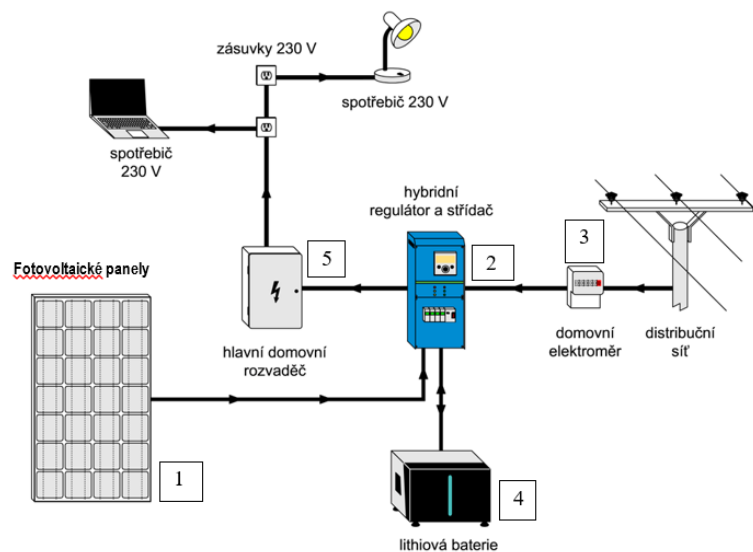 zásuvky 230 V
spotřebič 230 V
spotřebič
230 V
hybridní
regulátor a střídač
3
5
2
Fotovoltaické panely
hlavní domovní
rozvaděč
domovní
elektroměr
distribuční
síť
1
4
lithiová baterie